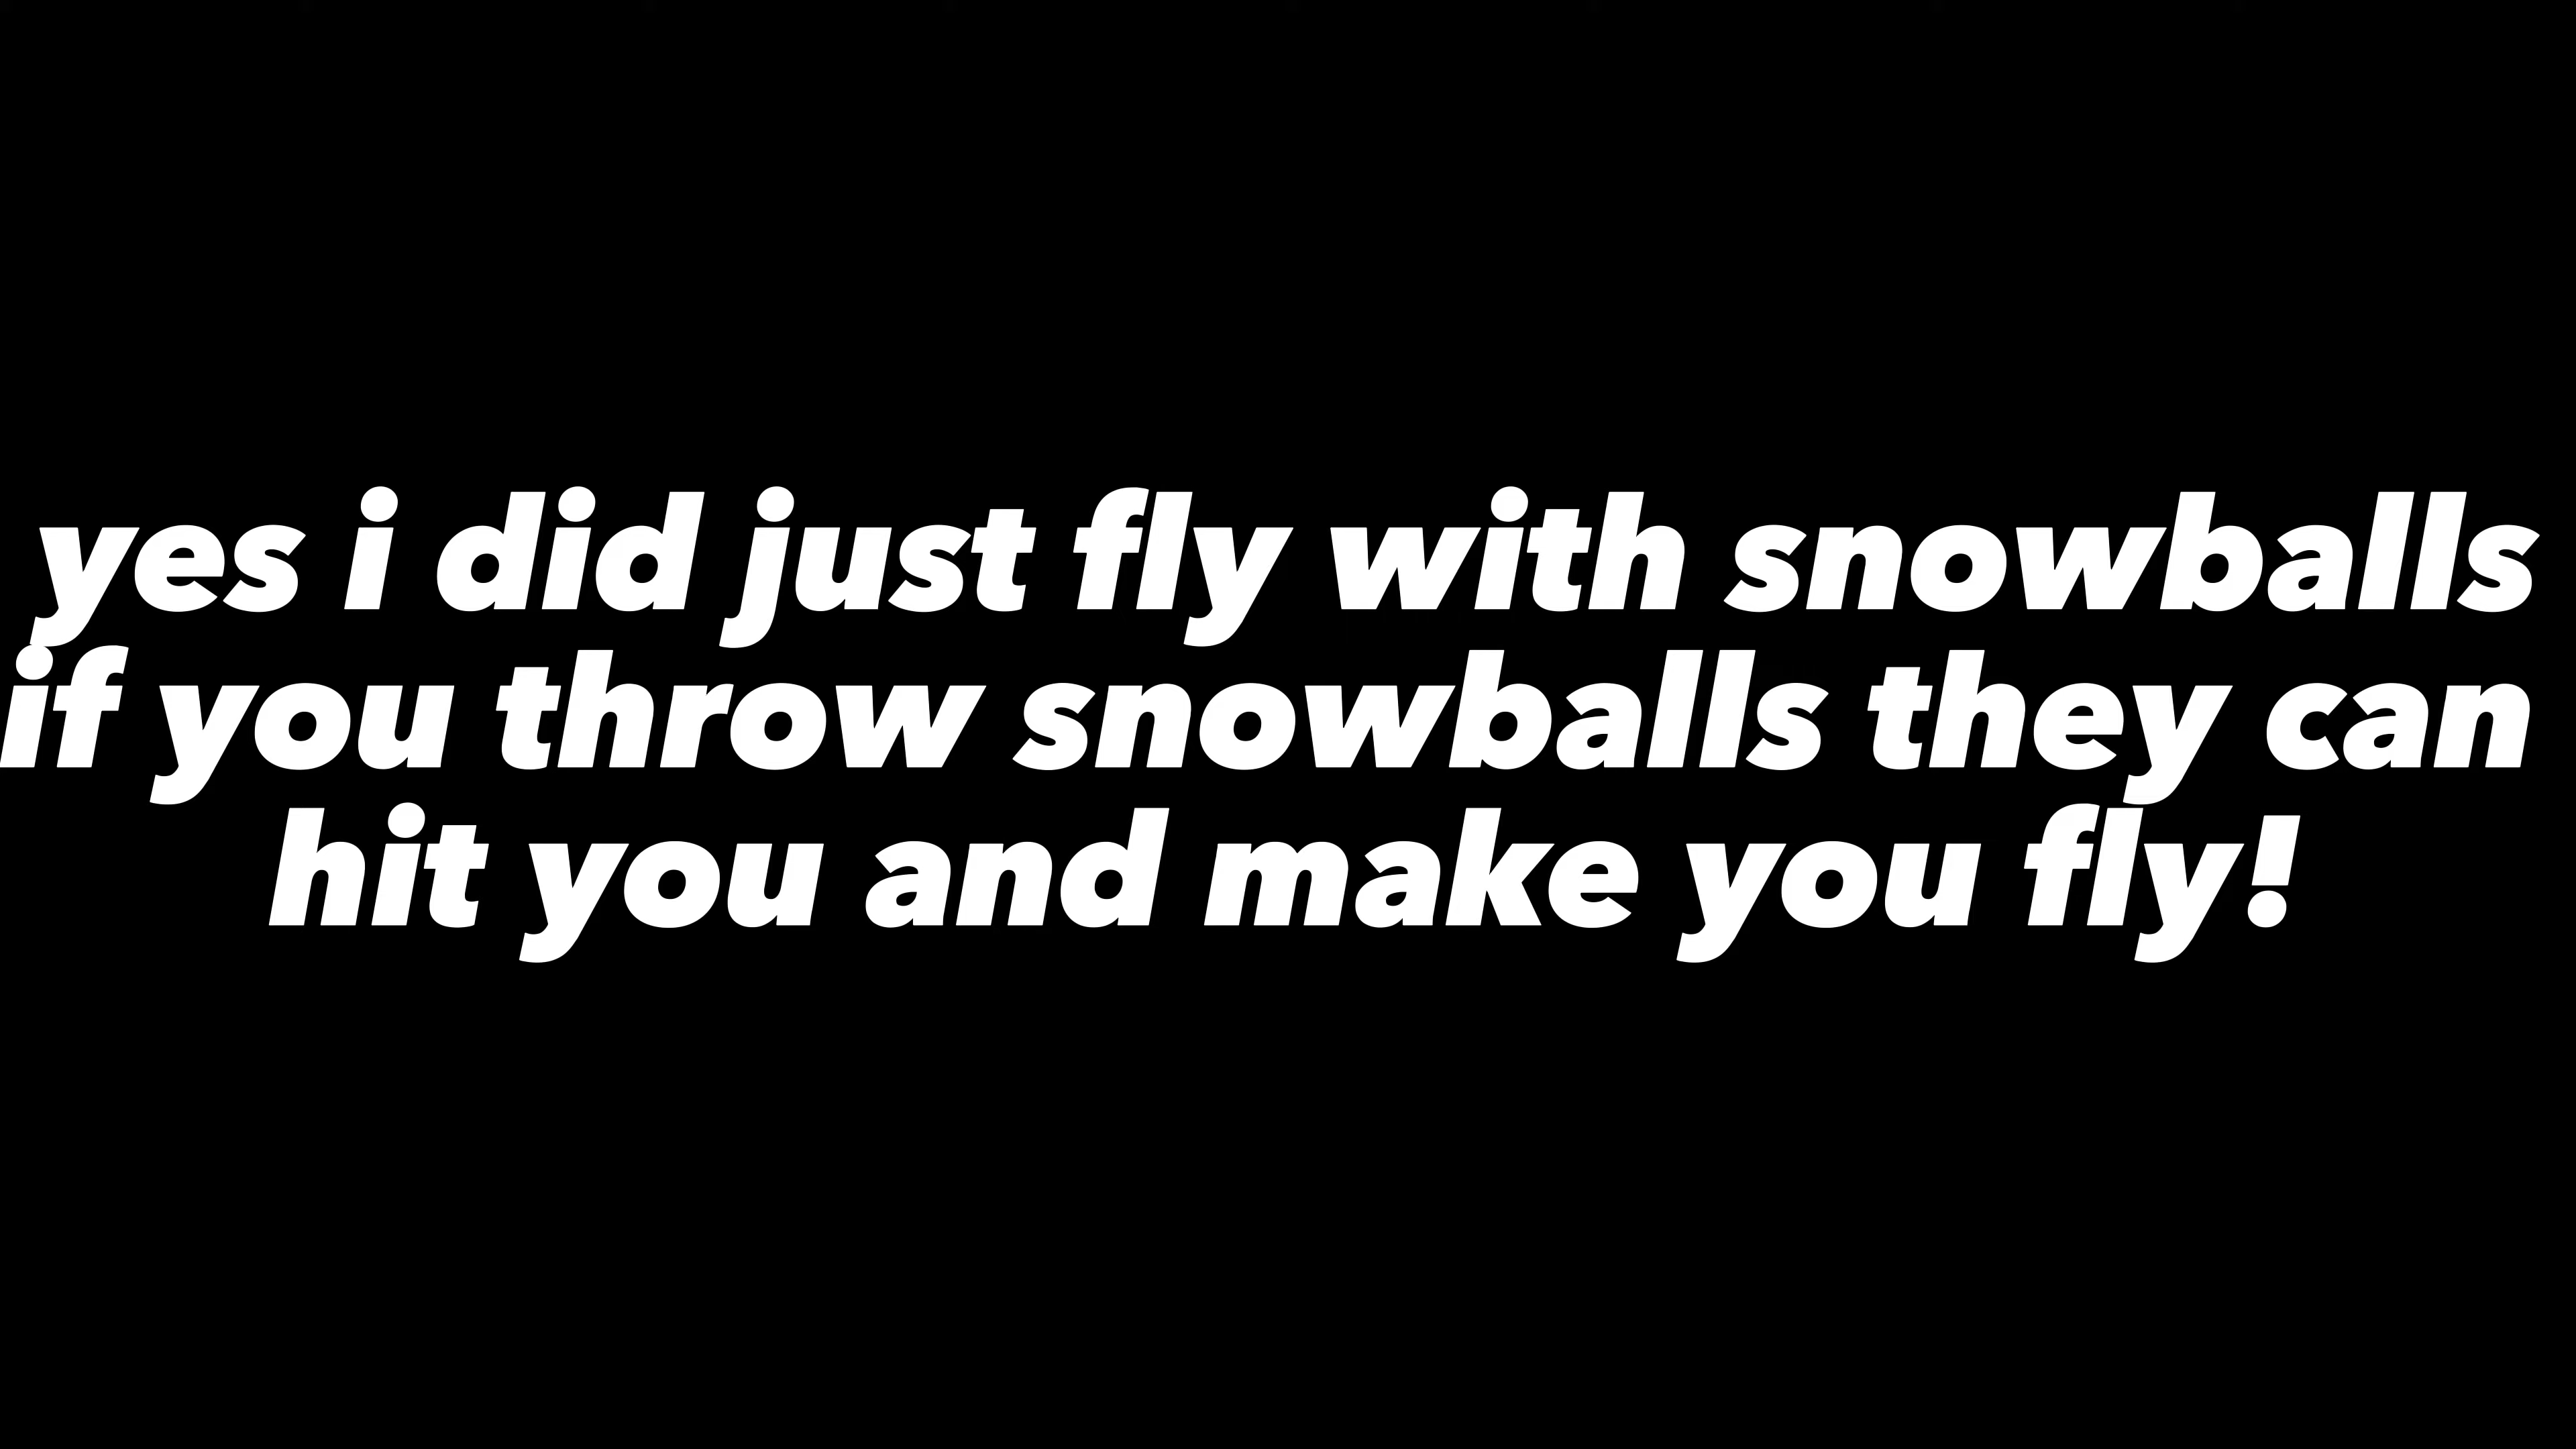 yes i did just fly with snowballs
if you throw snowballs they can
hit you and make you fly!